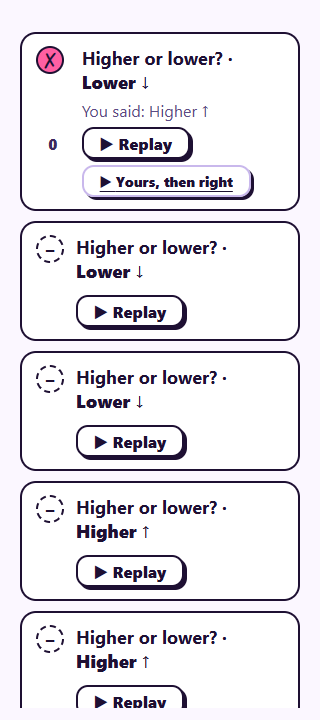 X
Higher or lower? ·
Lower ↓
You said: Higher ↑
0
▶ Replay
▶ Yours, then right
–
Higher or lower? ·
Lower ↓
▶ Replay
–
Higher or lower? ·
Lower ↓
▶ Replay
–
Higher or lower? ·
Higher ↑
▶ Replay
–
Higher or lower? ·
Higher ↑
▶ Replay